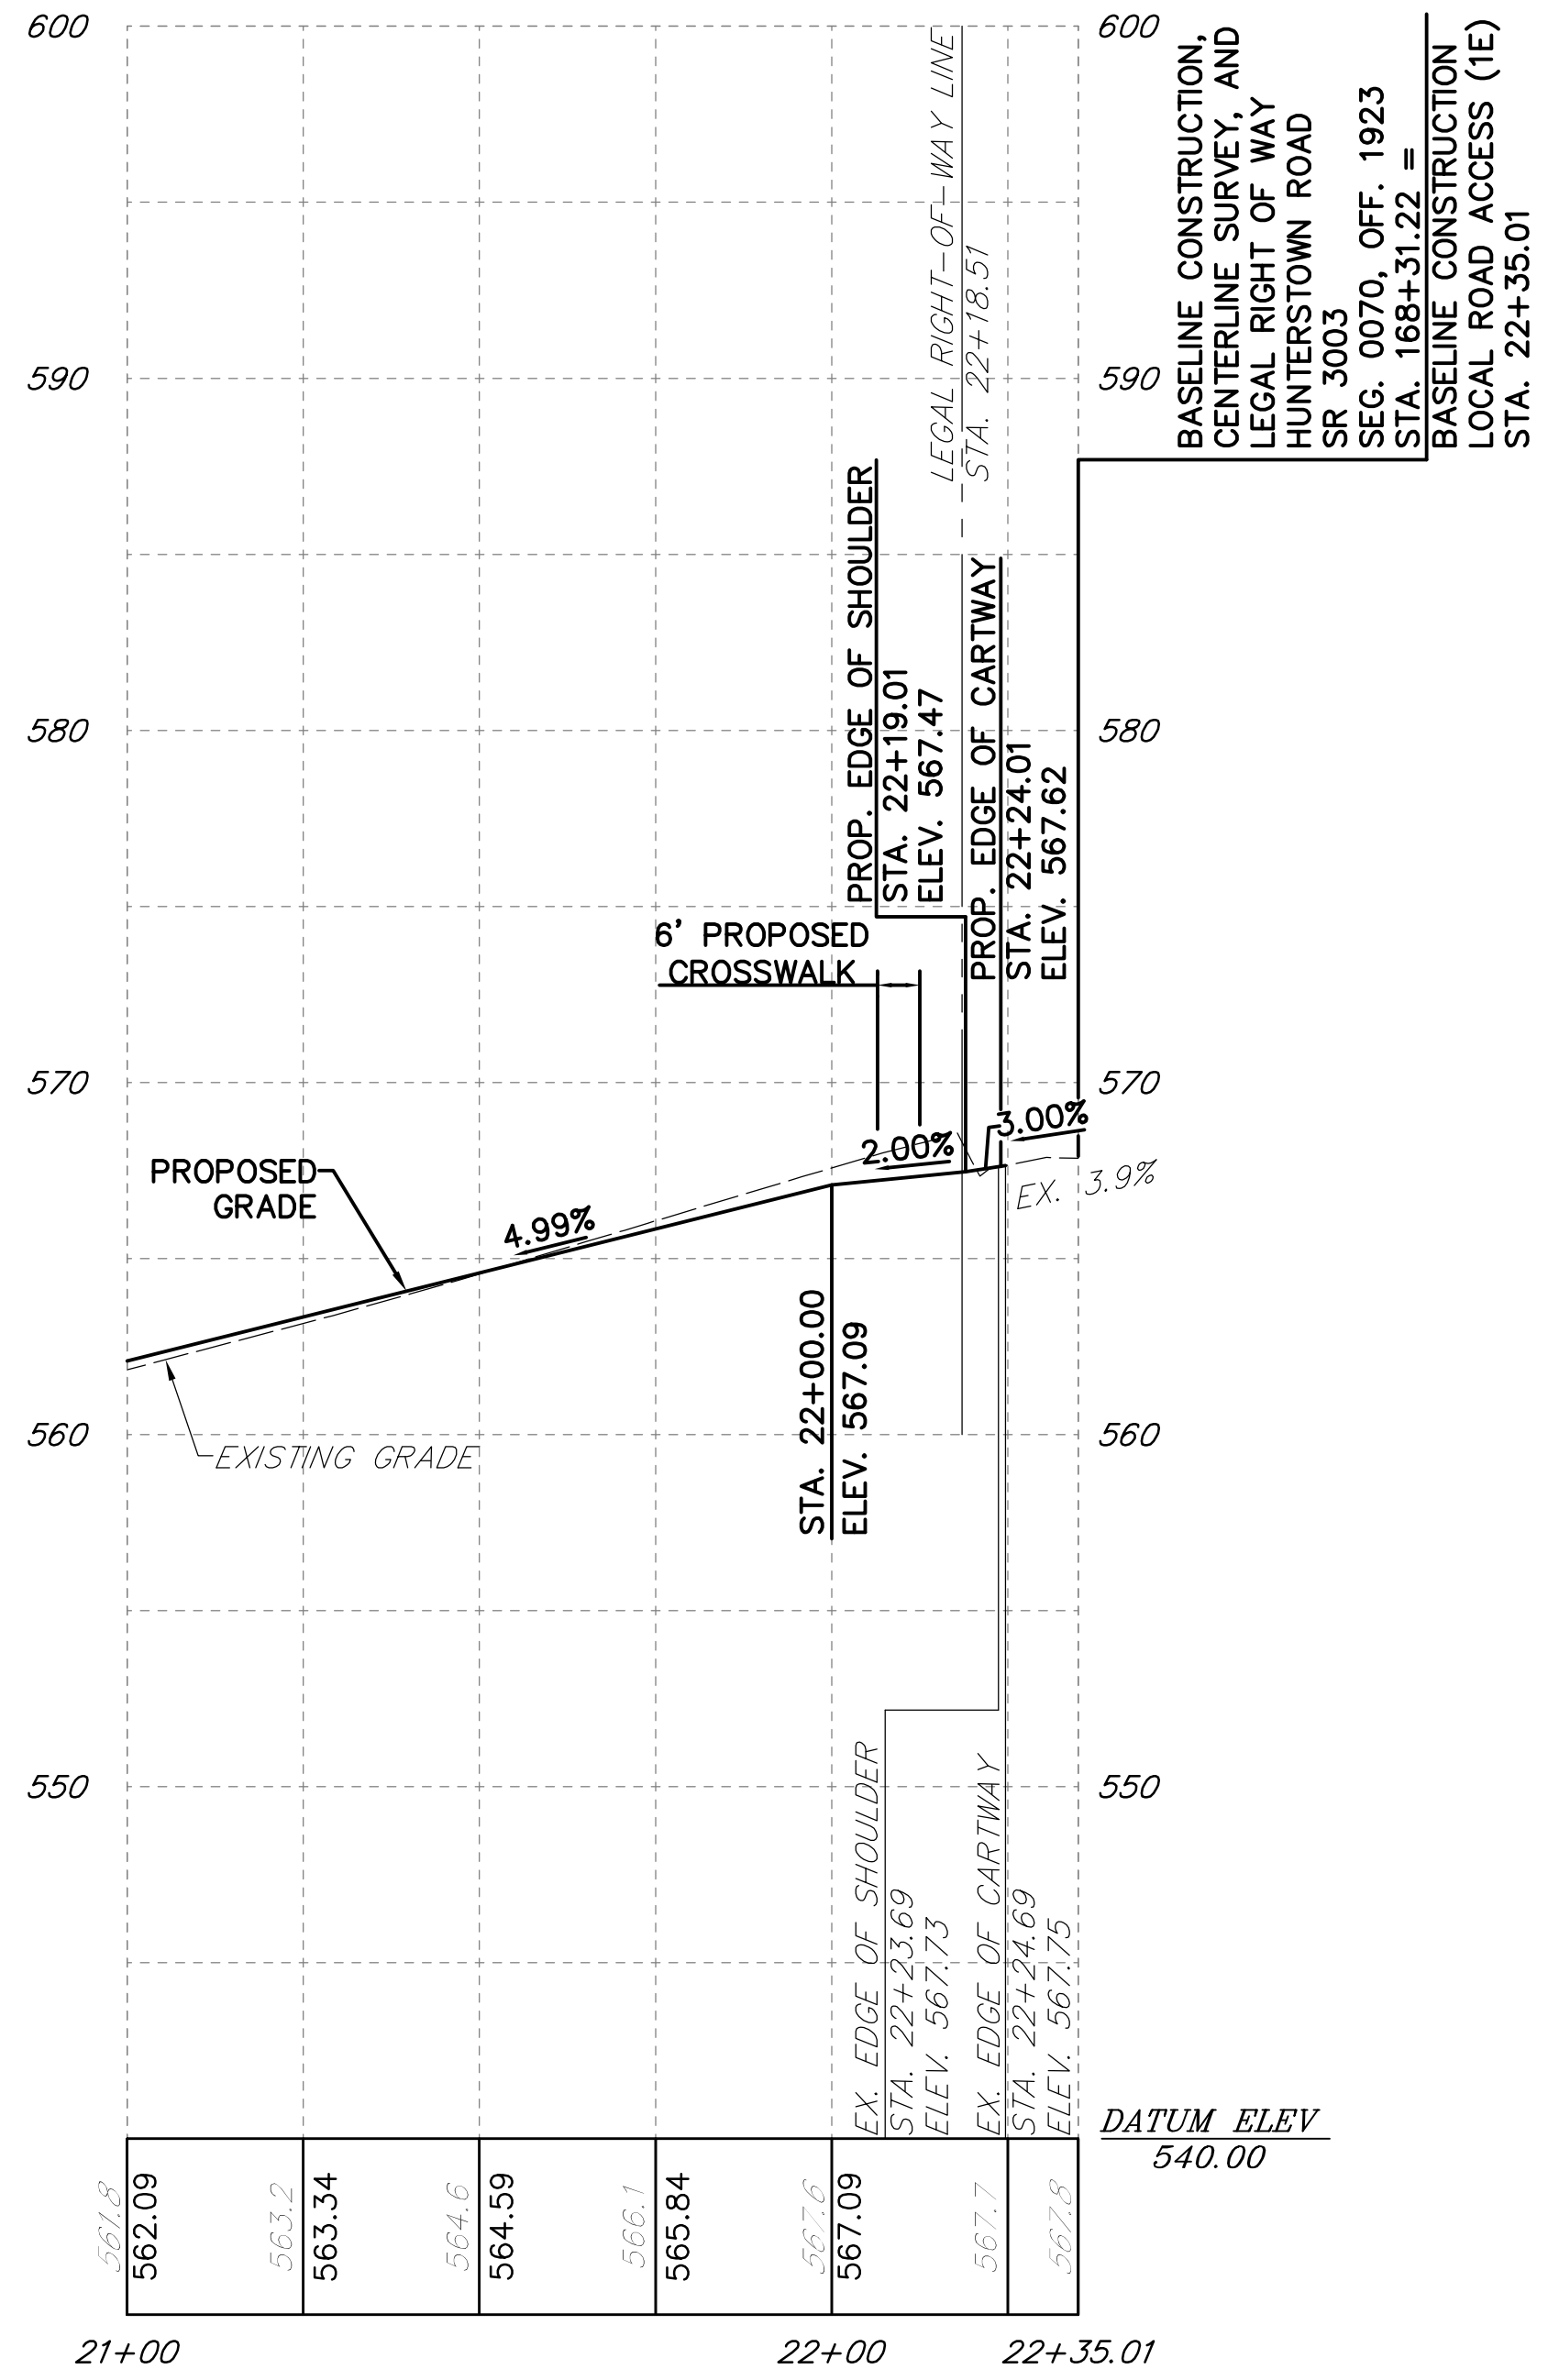 600
600
BASELINE CONSTRUCTION,
CENTERLINE SURVEY, AND
LEGAL RIGHT OF WAY
HUNTERSTOWN ROAD
SR 3003
SEG. 0070, OFF. 1923
STA. 168+31.22 =
BASELINE CONSTRUCTION
LOCAL ROAD ACCESS (1E)
STA. 22+35.01
LEGAL RIGHT-OF-WAY LINE
STA. 22+18.51
590
590
PROP. EDGE OF SHOULDER
STA. 22+19.01
ELEV. 567.47
PROP. EDGE OF CARTWAY
STA. 22+24.01
ELEV. 567.62
580
580
6' PROPOSED
CROSSWALK
570
570
3.00%
2.00%
EX. 3.9%
PROPOSED
GRADE
4.99%
STA. 22+00.00
ELEV. 567.09
560
560
EXISTING GRADE
550
550
EX. EDGE OF SHOULDER
STA. 22+23.69
ELEV. 567.73
EX. EDGE OF CARTWAY
STA. 22+24.69
ELEV. 567.75
DATUM ELEV
540.00
561.8
562.09
563.2
563.34
564.6
564.59
566.1
565.84
567.6
567.09
567.7
567.8
21+00
22+00
22+35.01